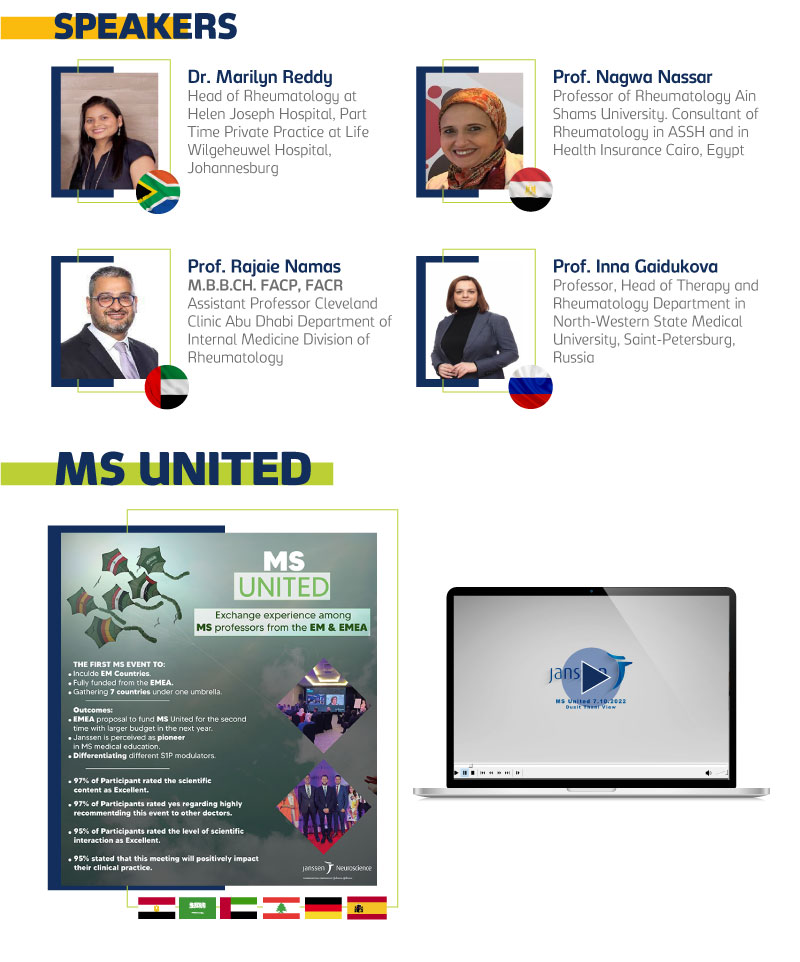 SPEAKERS
Dr. Marilyn Reddy
Head of Rheumatology at
Helen Joseph Hospital, Part
Time Private Practice at Life
Wilgeheuwel Hospital,
Johannesburg
Prof. Nagwa Nassar
Professor of Rheumatology Ain
Shams University. Consultant of
Rheumatology in ASSH and in
Health Insurance Cairo, Egypt
Prof. Rajaie Namas
M.B.B.CH. FACP, FACR
Assistant Professor Cleveland
Clinic Abu Dhabi Department of
Internal Medicine Division of
Rheumatology
Prof. Inna Gaidukova
Professor, Head of Therapy and
Rheumatology Department in
North-Western State Medical
University, Saint-Petersburg,
Russia
MS UNITED
MS
UNITED
Exchange experience among
MS professors from the EM & EMEA
THE FIRST MS EVENT TO:
• Inculde EM Countries.
• Fully funded from the EMEA.
• Gathering 7 countries under one umbrella.
Outcomes:
• EMEA proposal to fund MS United for the second
time with larger budget in the next year.
• Janssen is perceived as pioneer
in MS medical education.
• Differentiating different S1P modulators.
• 97% of Participant rated the scientific
content as Excellent.
• 97% of Participants rated yes regarding highly
recommentding this event to other doctors.
• 95% of Participants rated the level of scientific
interaction as Excellent.
• 95% stated that this meeting will positively impact
their clinical practice.
janssen Neuroscience
janssen
MS United 7.10.2022
Dusit Thani View